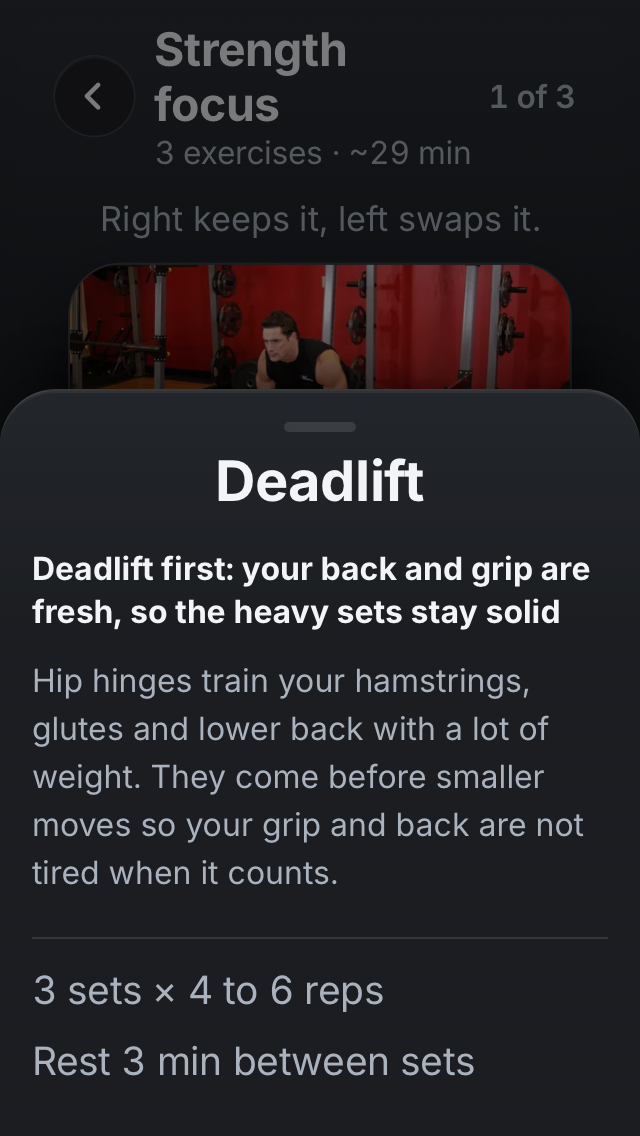 Strength
focus
1 of 3
3 exercises · ~29 min
Right keeps it, left swaps it.
Deadlift
Deadlift first: your back and grip are
fresh, so the heavy sets stay solid
Hip hinges train your hamstrings,
glutes and lower back with a lot of
weight. They come before smaller
moves so your grip and back are not
tired when it counts.
3 sets × 4 to 6 reps
Rest 3 min between sets